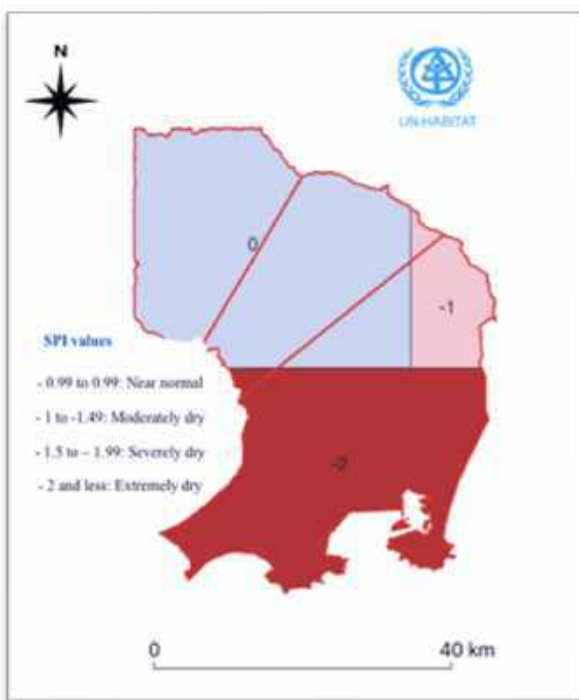 N
UN-HABITAT
0
-1
SPI values
- 0.99 to 0.99: Near normal
- 1 to -1.49: Moderately dry
- 1.5 to – 1.99: Severely dry
- 2 and less: Extremely dry
-2
0
40 km